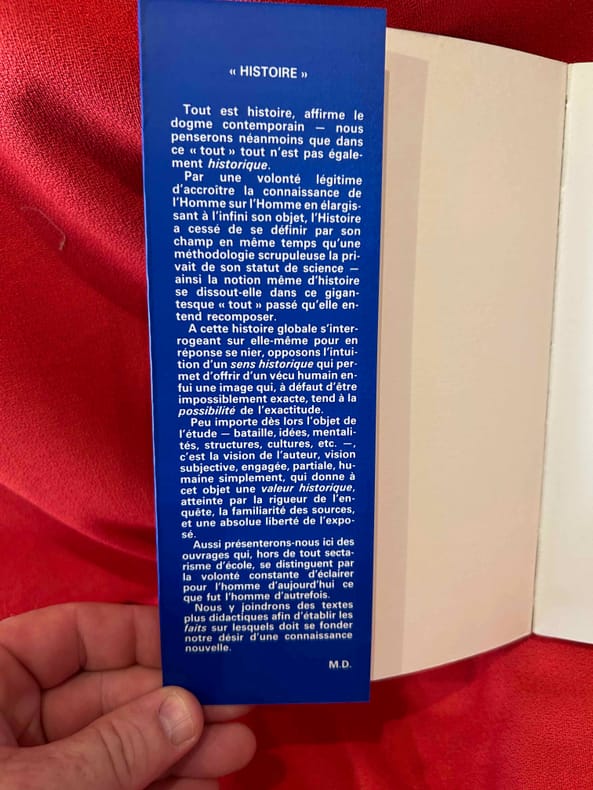 « HISTOIRE »
Tout est histoire, affirme le
dogme contemporain — nous
penserons néanmoins que dans
ce « tout » tout n'est pas égale-
ment historique.
Par une volonté légitime
d'accroître la connaissance de
l'Homme sur l'Homme en élargis-
sant à l'infini son objet, l'Histoire
a cessé de se définir par son
champ en même temps qu'une
méthodologie scrupuleuse la pri-
vait de son statut de science —
ainsi la notion même d'histoire
se dissout-elle dans ce gigan-
tesque « tout » passé qu'elle en-
tend recomposer.
A cette histoire globale s'inter-
rogeant sur elle-même pour en
réponse se nier, opposons l'intui-
tion d'un sens historique qui per-
met d'offrir d'un vécu humain en-
fui une image qui, à défaut d'être
impossiblement exacte, tend à la
possibilité de l'exactitude.
Peu importe dès lors l'objet de
l'étude — bataille, idées, mentali-
tés, structures, cultures, etc. —,
c'est la vision de l'auteur, vision
subjective, engagée, partiale, hu-
maine simplement, qui donne à
cet objet une valeur historique,
atteinte par la rigueur de l'en-
quête, la familiarité des sources,
et une absolue liberté de l'expo-
sé.
Aussi présenterons-nous ici des
ouvrages qui, hors de tout secta-
risme d'école, se distinguent par
la volonté constante d'éclairer
pour l'homme d'aujourd'hui ce
que fut l'homme d'autrefois.
Nous y joindrons des textes
plus didactiques afin d'établir les
faits sur lesquels doit se fonder
notre désir d'une connaissance
nouvelle.
M.D.